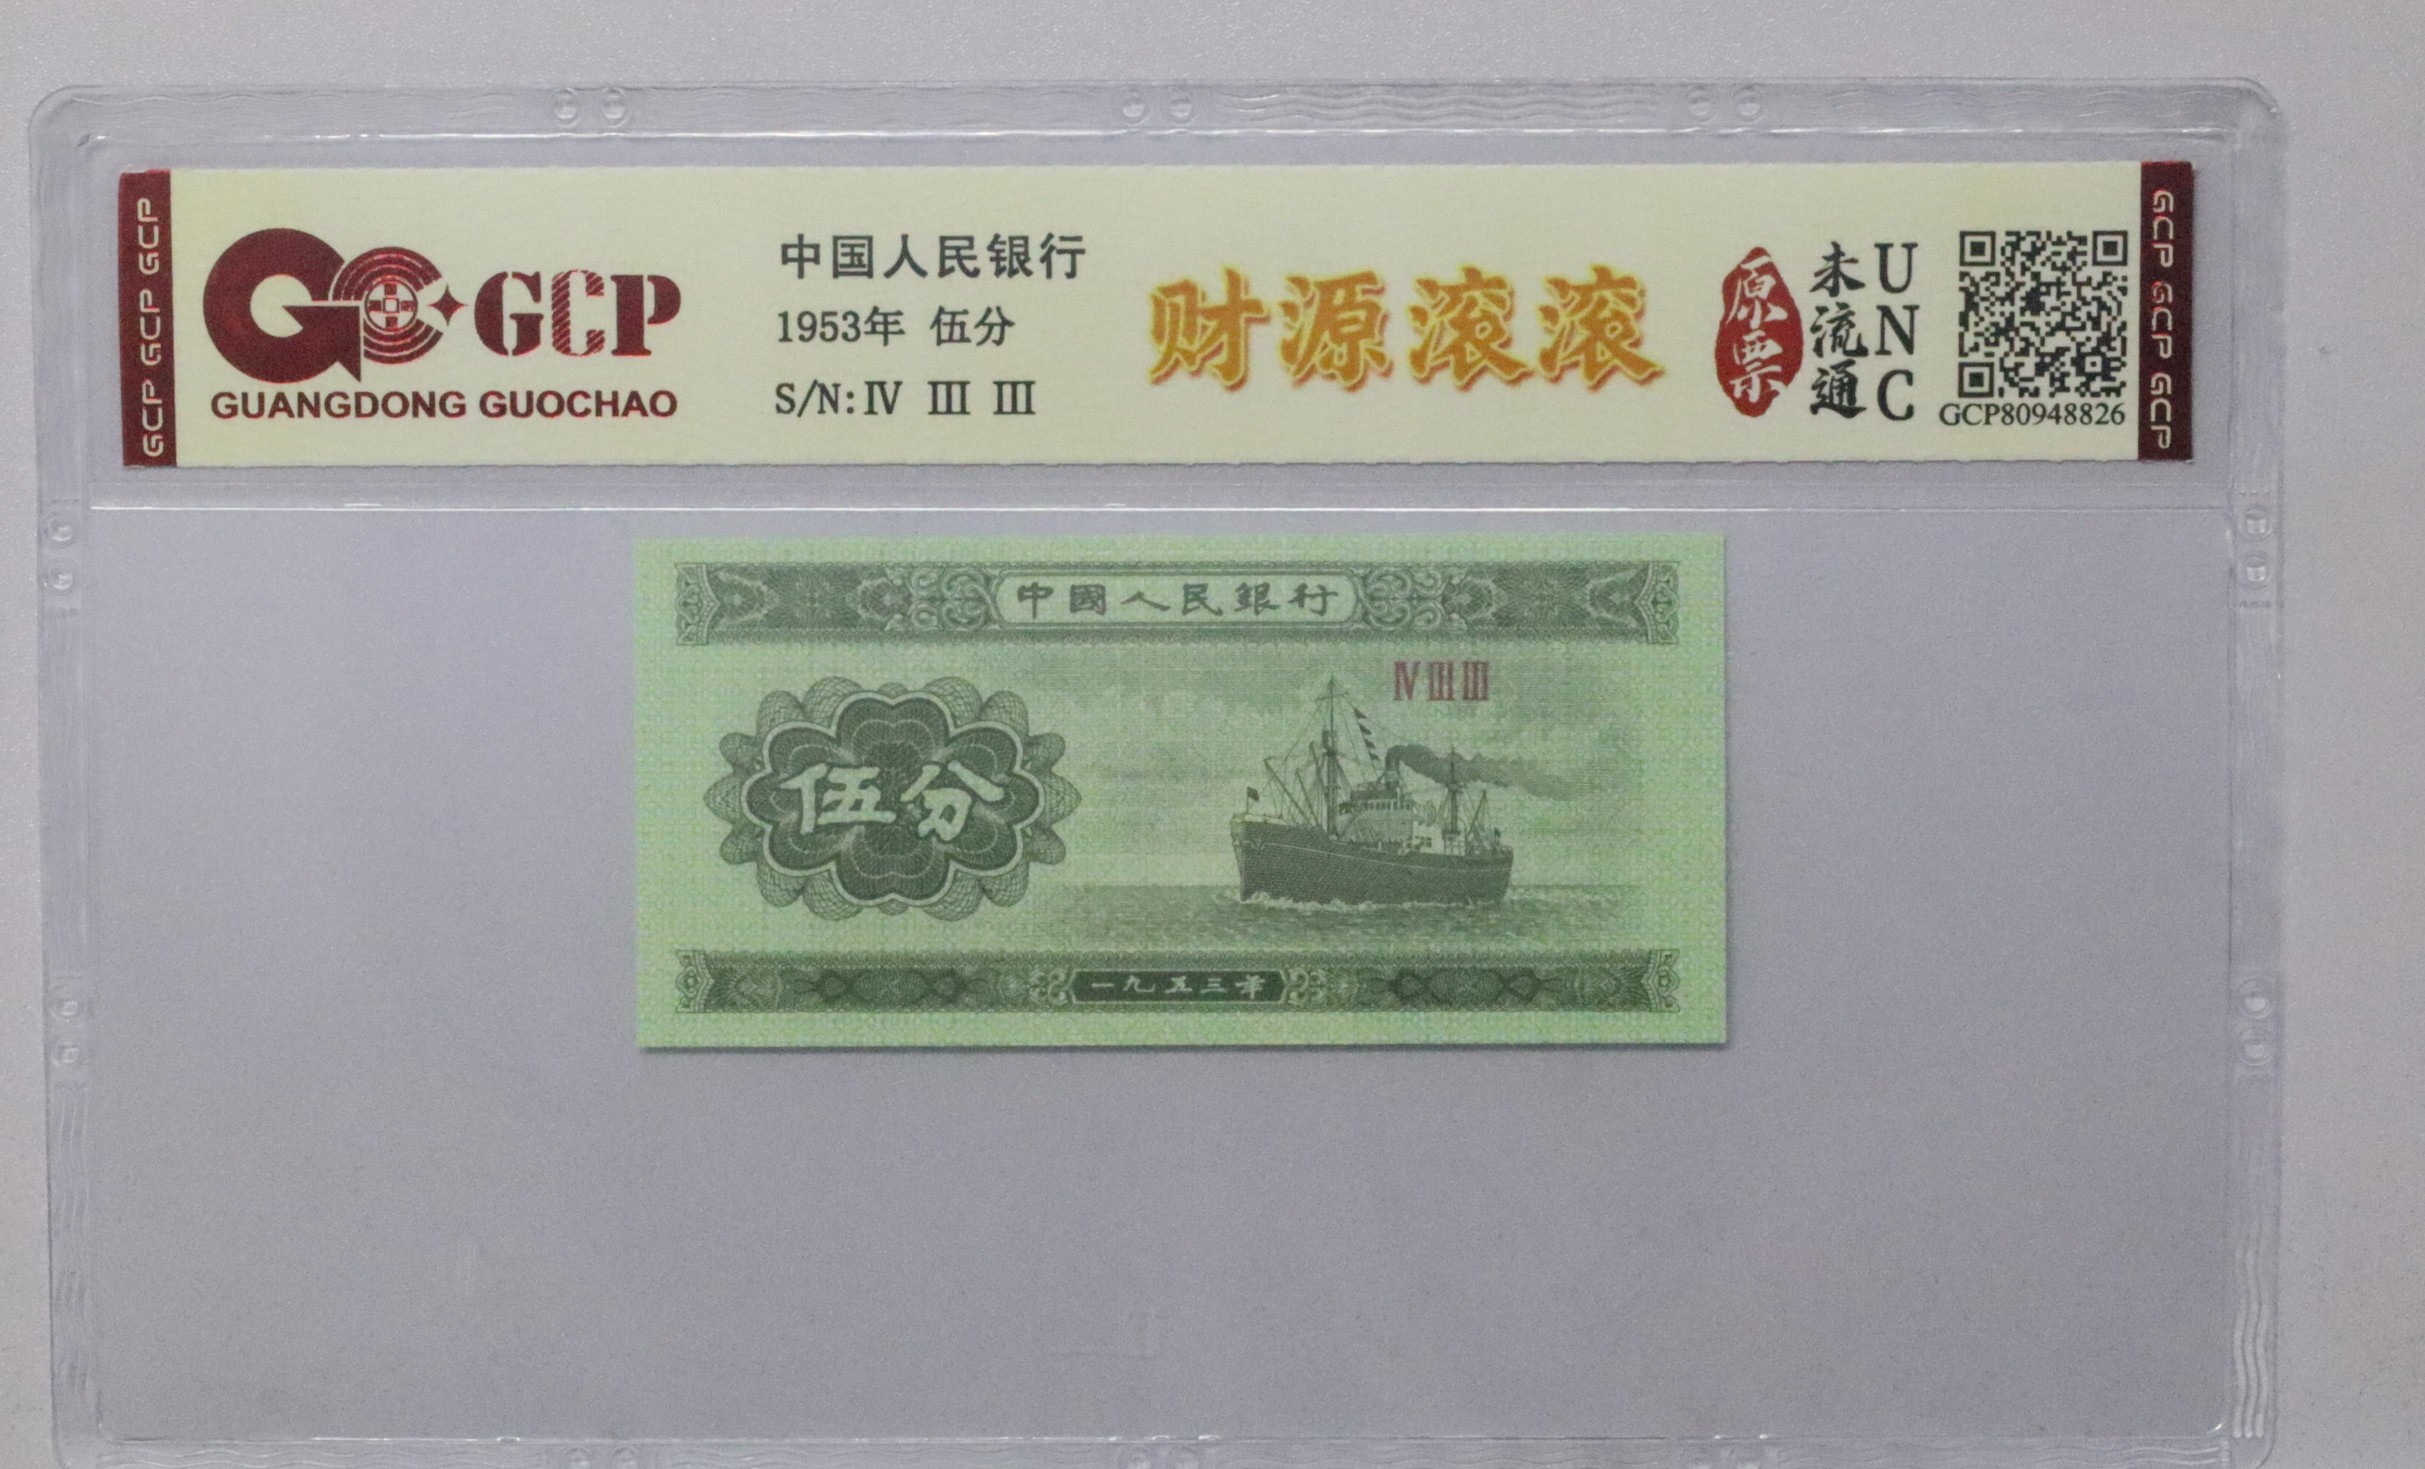 GCP GCP GCP
GCP
GUANGDONG GUOCHAO
中国人民银行
1953年 伍分
S/N: Ⅳ Ⅲ Ⅲ
财源滚滚
原票
未流通
UNC
GCP80948826
GCP GCP GCP
中國人民銀行
Ⅳ Ⅲ Ⅲ
伍分
一九五三年